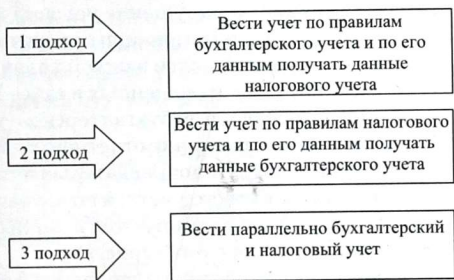 1 подход
Вести учет по правилам
бухгалтерского учета и по его
данным получать данные
налогового учета
2 подход
Вести учет по правилам налогового
учета и по его данным получать
данные бухгалтерского учета
3 подход
Вести параллельно бухгалтерский
и налоговый учет